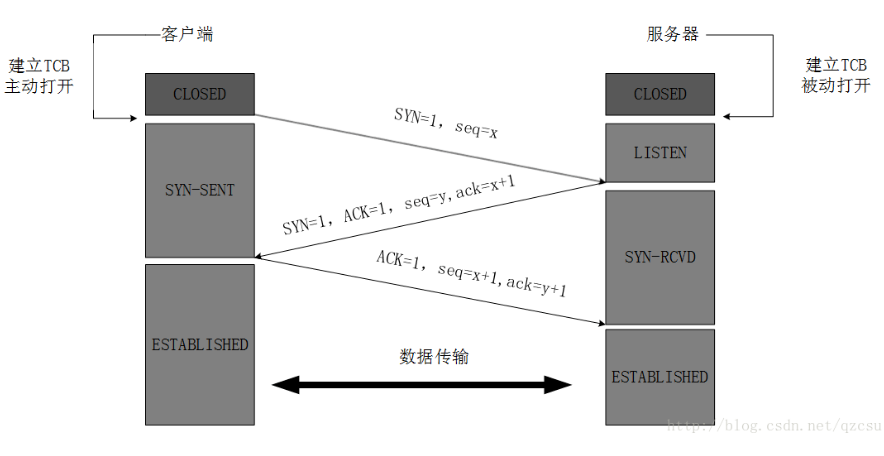 客户端
服务器
建立TCB
主动打开
建立TCB
被动打开
CLOSED
CLOSED
SYN=1, seq=x
LISTEN
SYN-SENT
SYN=1, ACK=1, seq=y,ack=x+1
SYN-RCVD
ACK=1, seq=x+1,ack=y+1
ESTABLISHED
数据传输
ESTABLISHED
http://blog.csdn.net/qzcsu